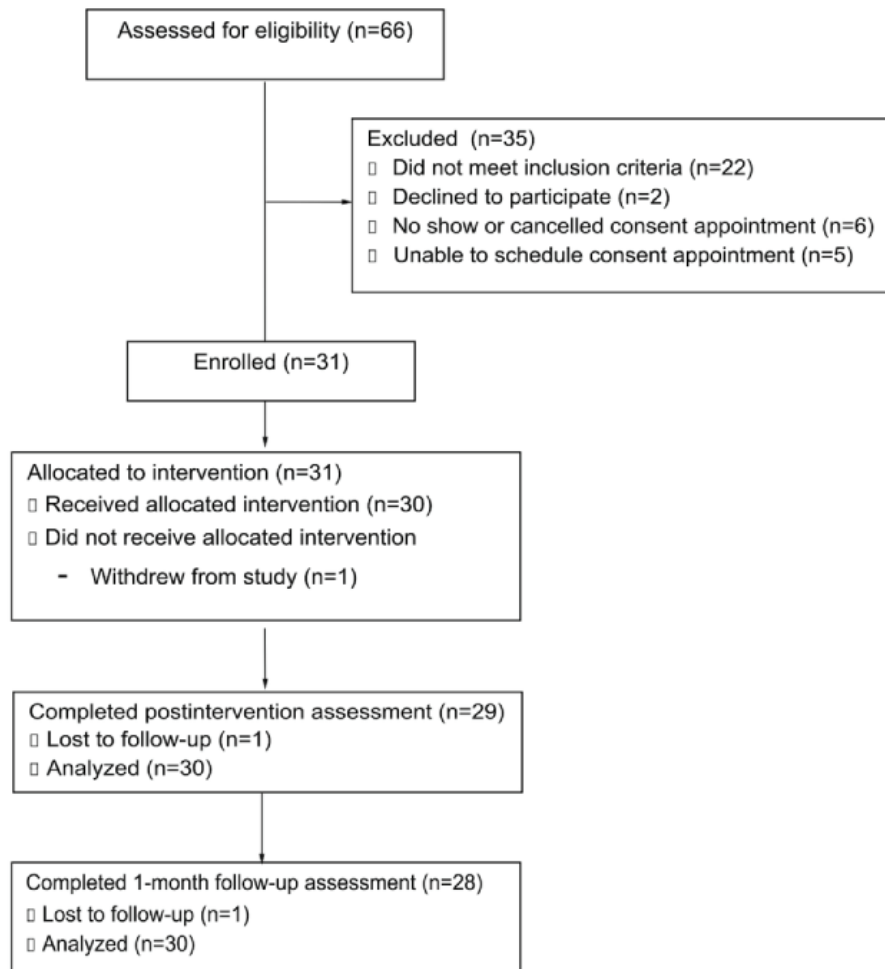 Assessed for eligibility (n=66)
Excluded (n=35)
▯ Did not meet inclusion criteria (n=22)
▯ Declined to participate (n=2)
▯ No show or cancelled consent appointment (n=6)
▯ Unable to schedule consent appointment (n=5)
Enrolled (n=31)
Allocated to intervention (n=31)
▯ Received allocated intervention (n=30)
▯ Did not receive allocated intervention
- Withdrew from study (n=1)
Completed postintervention assessment (n=29)
▯ Lost to follow-up (n=1)
▯ Analyzed (n=30)
Completed 1-month follow-up assessment (n=28)
▯ Lost to follow-up (n=1)
▯ Analyzed (n=30)